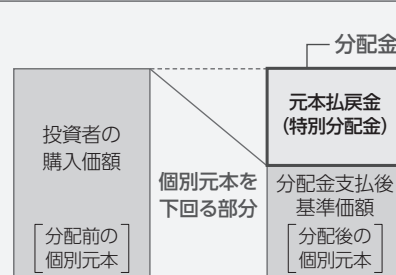 分配金
元本払戻金
(特別分配金)
投資者の
購入価額
個別元本を
下回る部分
分配金支払後
基準価額
分配前の
個別元本
分配後の
個別元本